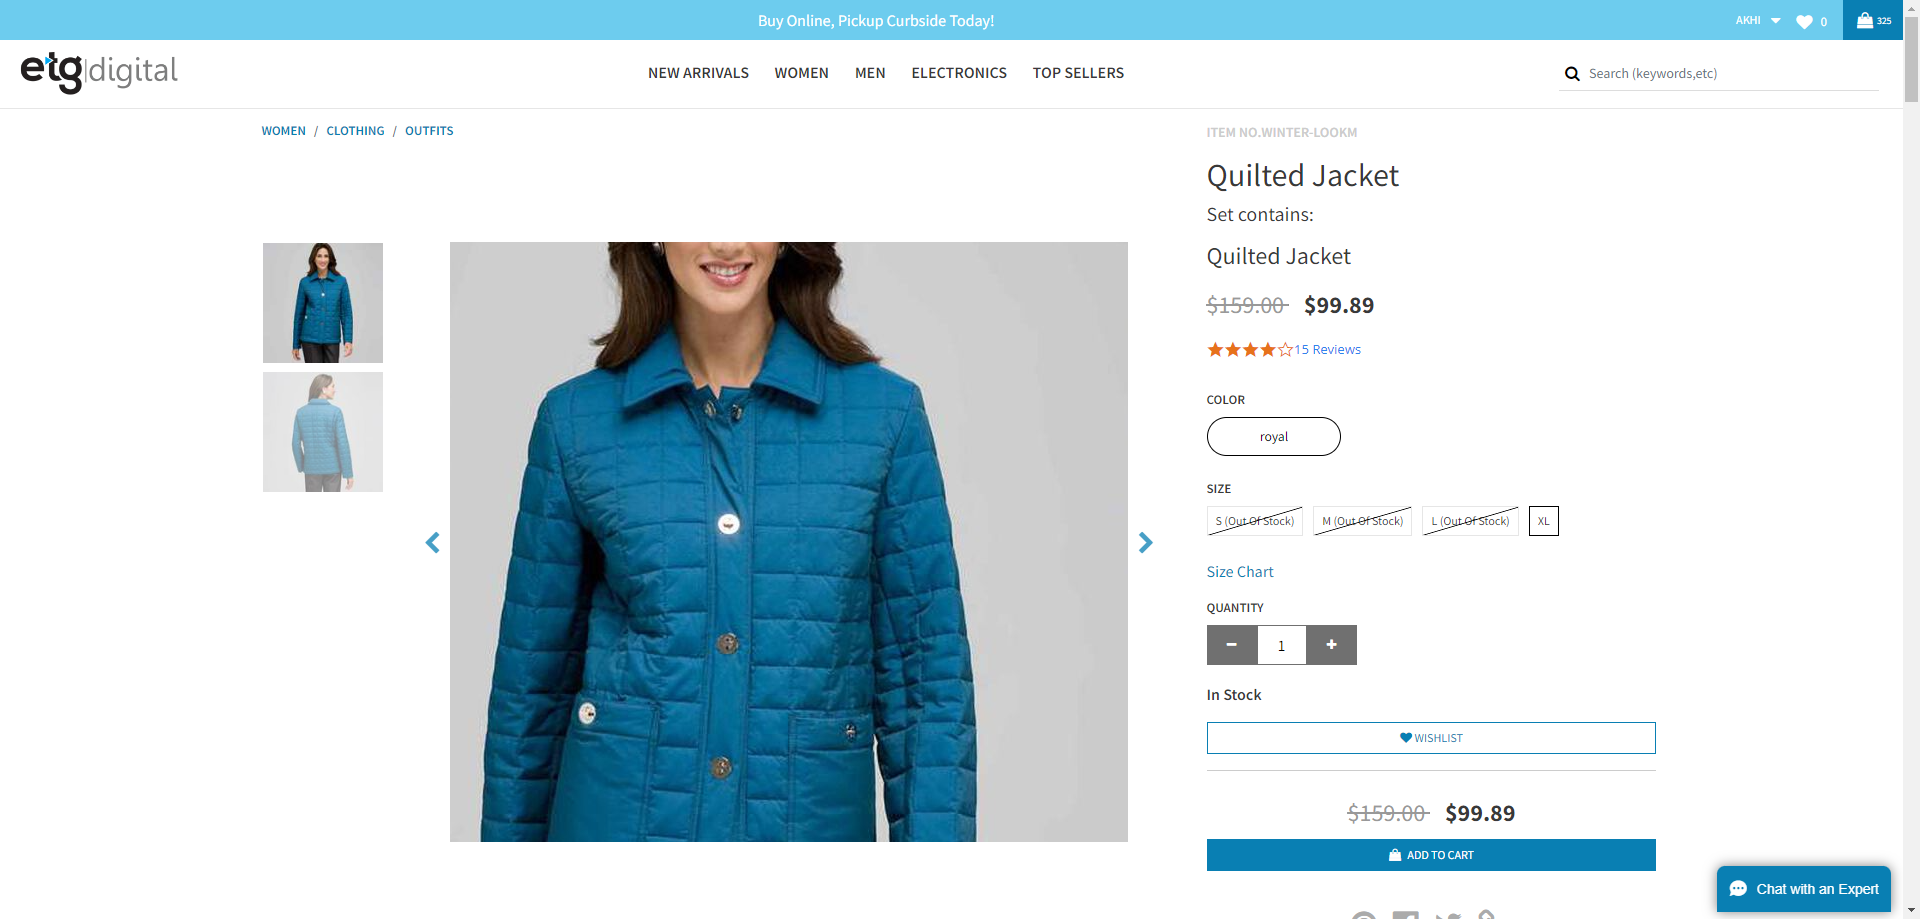 Buy Online, Pickup Curbside Today!
AKHI
0
325
etg|digital
NEW ARRIVALS WOMEN MEN ELECTRONICS TOP SELLERS
Search (keywords,etc)
WOMEN / CLOTHING / OUTFITS
ITEM NO.WINTER-LOOKM
Quilted Jacket
Set contains:
Quilted Jacket
$159.00 $99.89
15 Reviews
COLOR
royal
SIZE
S (Out Of Stock) M (Out Of Stock) L (Out Of Stock) XL
Size Chart
QUANTITY
− 1 +
In Stock
WISHLIST
$159.00 $99.89
ADD TO CART
Chat with an Expert